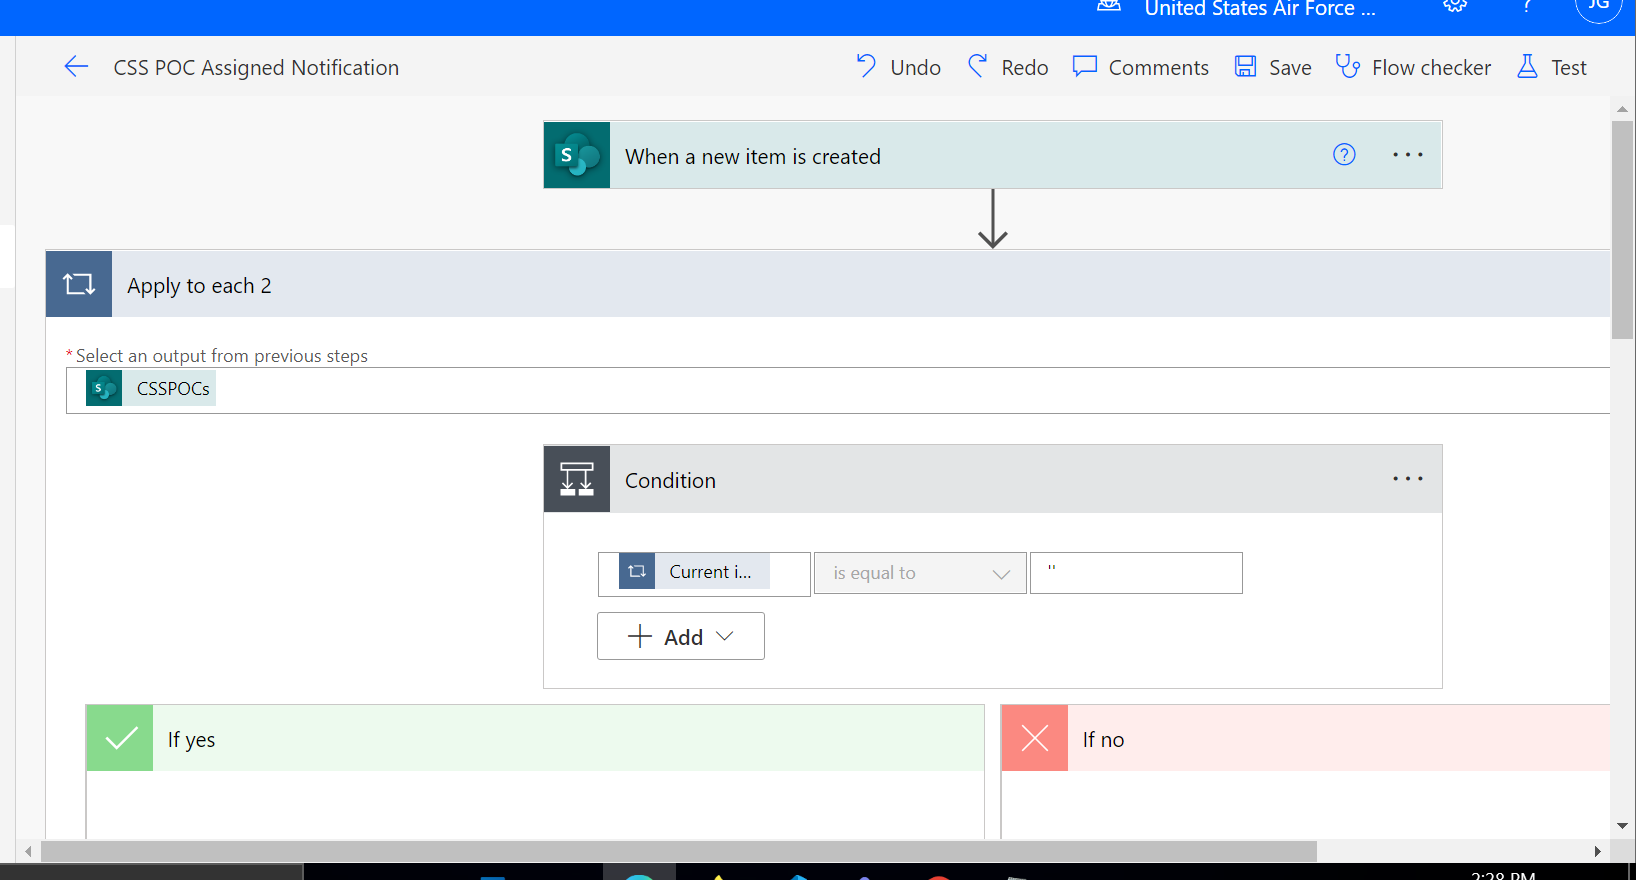 United States Air Force ...
?
JG
CSS POC Assigned Notification
Undo
Redo
Comments
Save
Flow checker
Test
S
When a new item is created
?
Apply to each 2
* Select an output from previous steps
S
CSSPOCs
Condition
Current i...
is equal to
''
Add
If yes
If no
2:28 PM